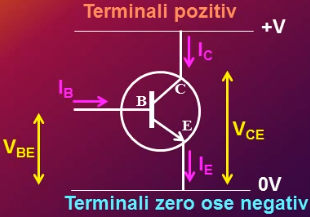 Terminali pozitiv
+V
I_C
I_B
B
C
E
V_BE
V_CE
I_E
0V
Terminali zero ose negativ